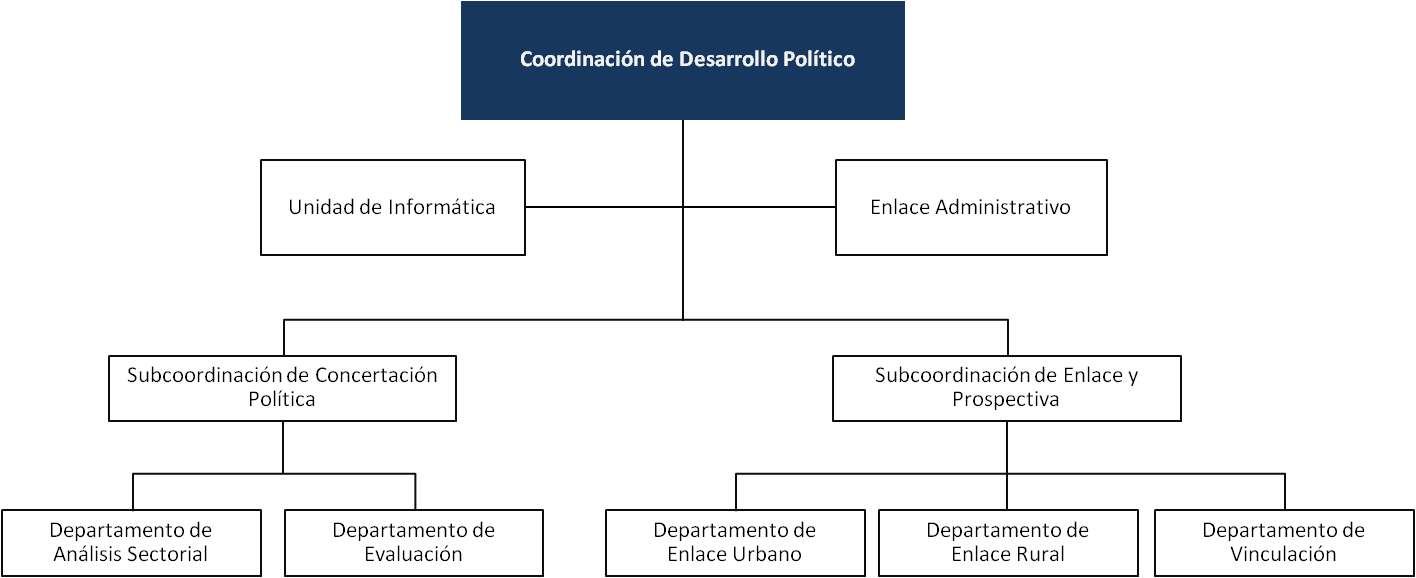 Coordinación de Desarrollo Político
Unidad de Informática
Enlace Administrativo
Subcoordinación de Concertación
Política
Subcoordinación de Enlace y
Prospectiva
Departamento de
Análisis Sectorial
Departamento de
Evaluación
Departamento de
Enlace Urbano
Departamento de
Enlace Rural
Departamento de
Vinculación